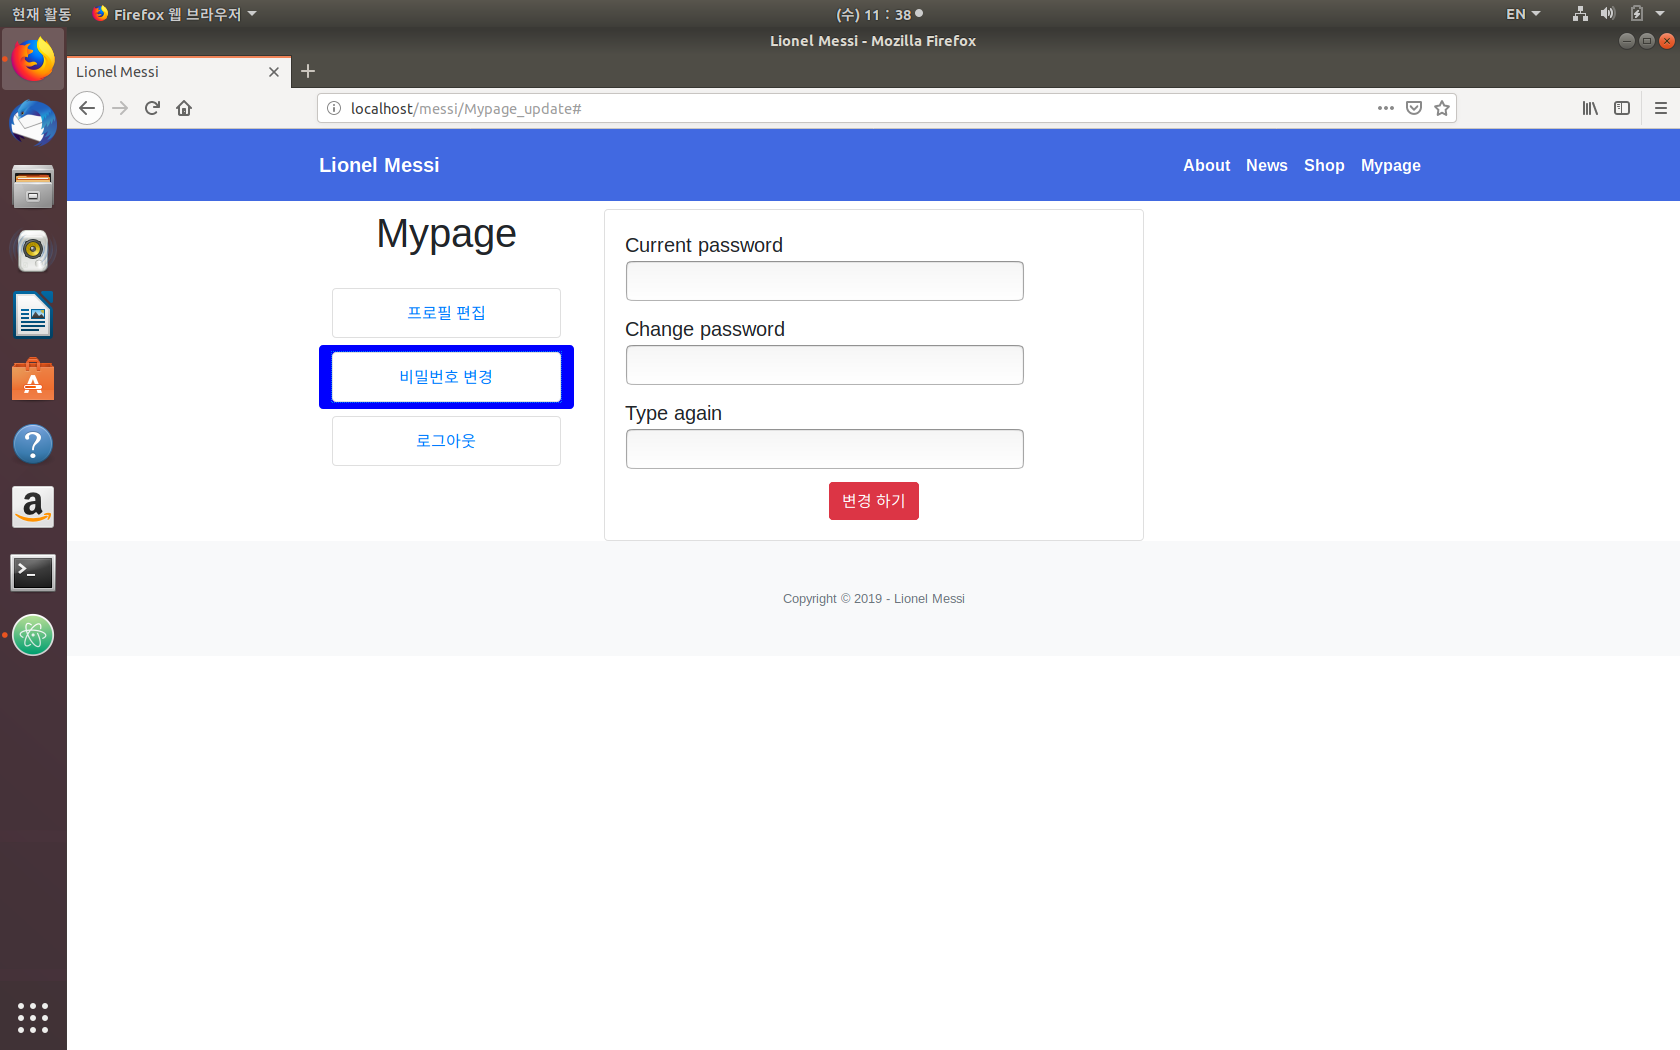 현재 활동 Firefox 웹 브라우저 (수) 11 : 38 EN
Lionel Messi - Mozilla Firefox
Lionel Messi
localhost/messi/Mypage_update#
Lionel Messi About News Shop Mypage
Mypage
프로필 편집
비밀번호 변경
로그아웃
Current password
Change password
Type again
변경 하기
Copyright © 2019 - Lionel Messi